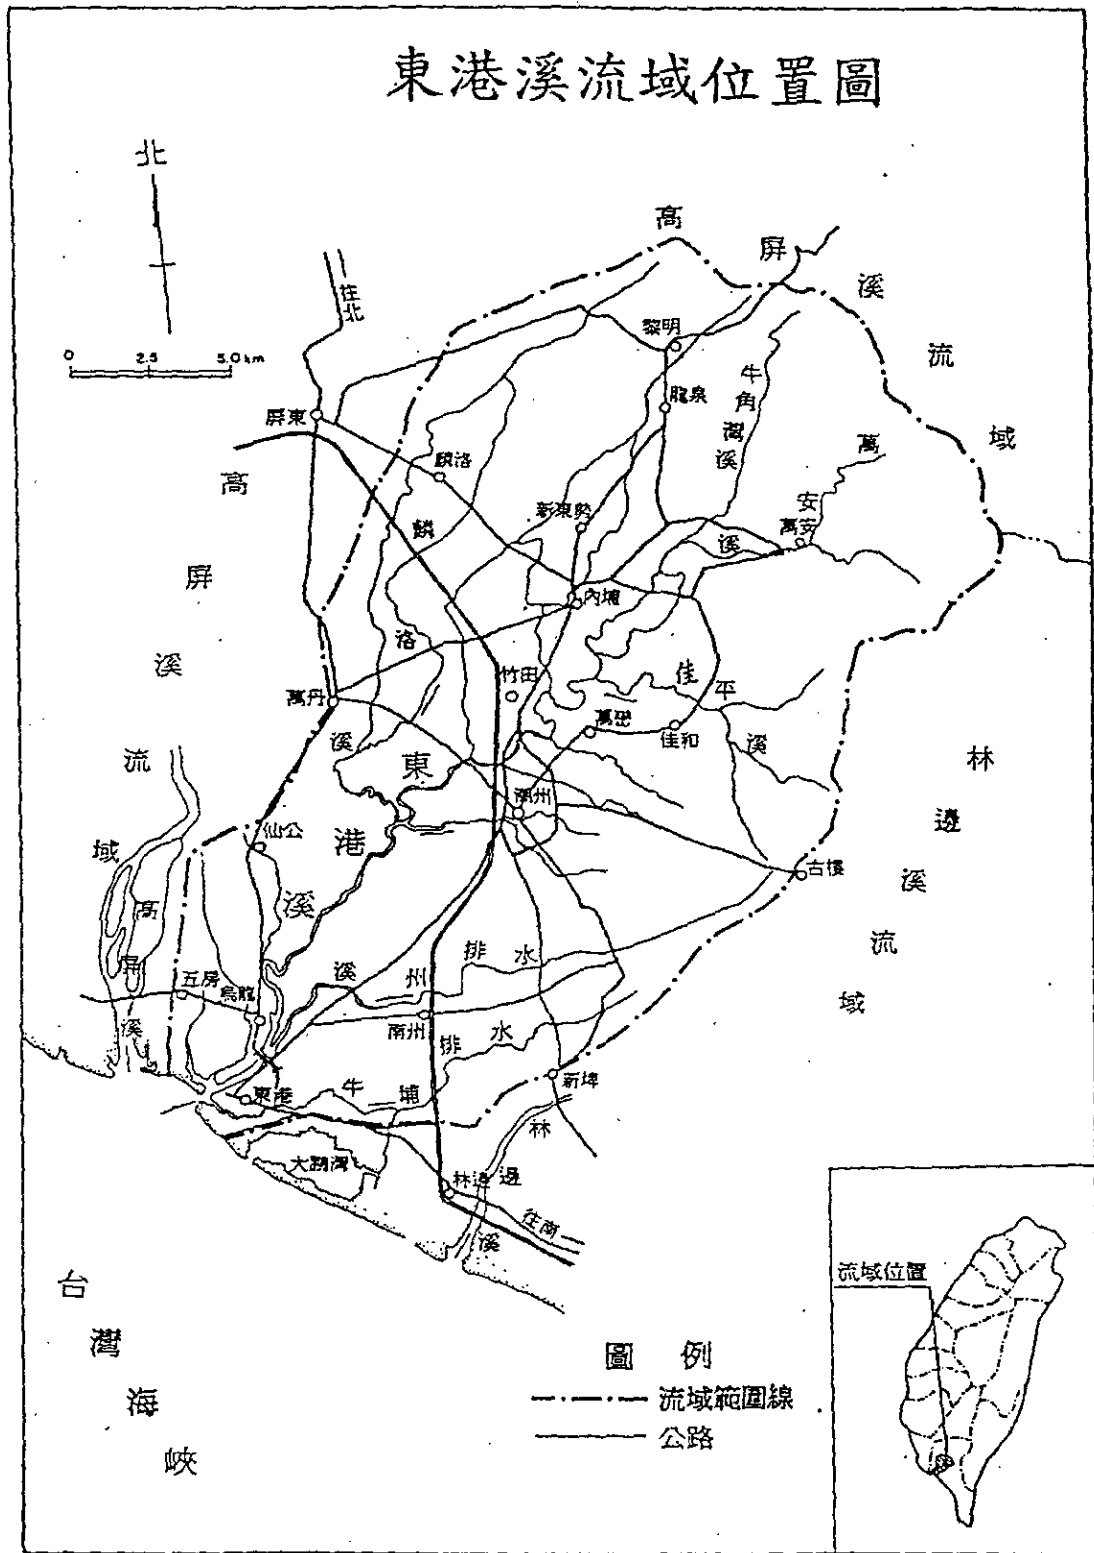 東港溪流域位置圖
北
0 2.5 5.0 km
往北
高屏溪流域
黎明
龍泉
牛角灣溪
萬安溪
萬安
屏東
麟洛
新東勢
高屏溪流域
麟洛溪
內埔
竹田
佳平溪
萬丹
萬巒
佳和
潮州
東港溪
林邊溪流域
仙公
古樓
高屏溪
五房
烏龍
溪州排水
南州
牛埔排水
東港
新埤
林邊溪
大鵬灣
林邊
往南
台灣海峽
圖例
流域範圍線
公路
流域位置